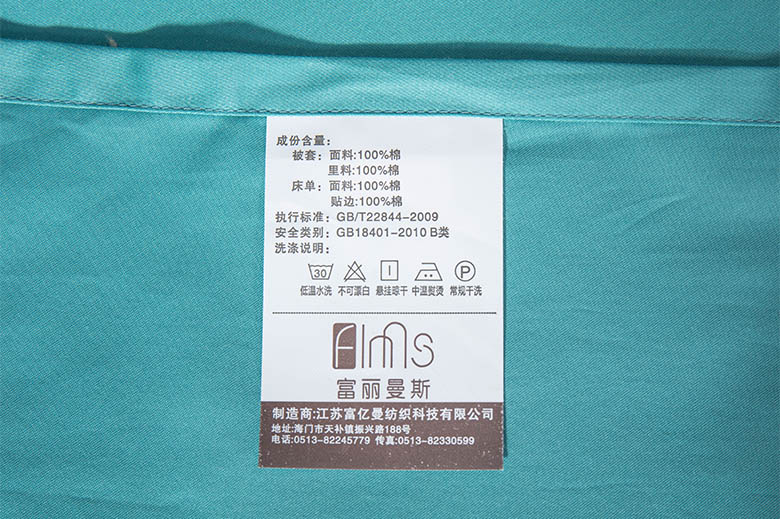 成份含量：
被套：面料:100%棉
里料:100%棉
床单：面料:100%棉
贴边:100%棉
执行标准：GB/T22844-2009
安全类别：GB18401-2010 B类
洗涤说明：
30 P
低温水洗 不可漂白 悬挂晾干 中温熨烫 常规干洗
Flms
富丽曼斯
制造商:江苏富亿曼纺织科技有限公司
地址:海门市天补镇振兴路188号
电话:0513-82245779 传真:0513-82330599